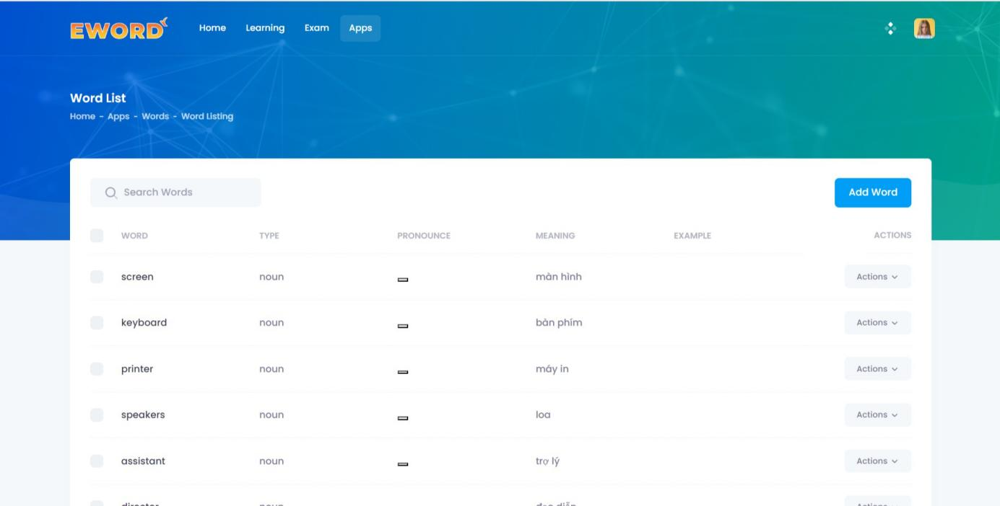 EWORD Home Learning Exam Apps
Word List
Home - Apps - Words - Word Listing
Search Words Add Word
WORD TYPE PRONOUNCE MEANING EXAMPLE ACTIONS
screen noun màn hình Actions
keyboard noun bàn phím Actions
printer noun máy in Actions
speakers noun loa Actions
assistant noun trợ lý Actions
director noun đạo diễn Actions